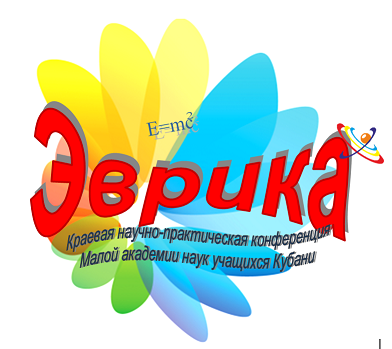 E=mc²
Эврика
Краевая научно-практическая конференция
Малой академии наук учащихся Кубани